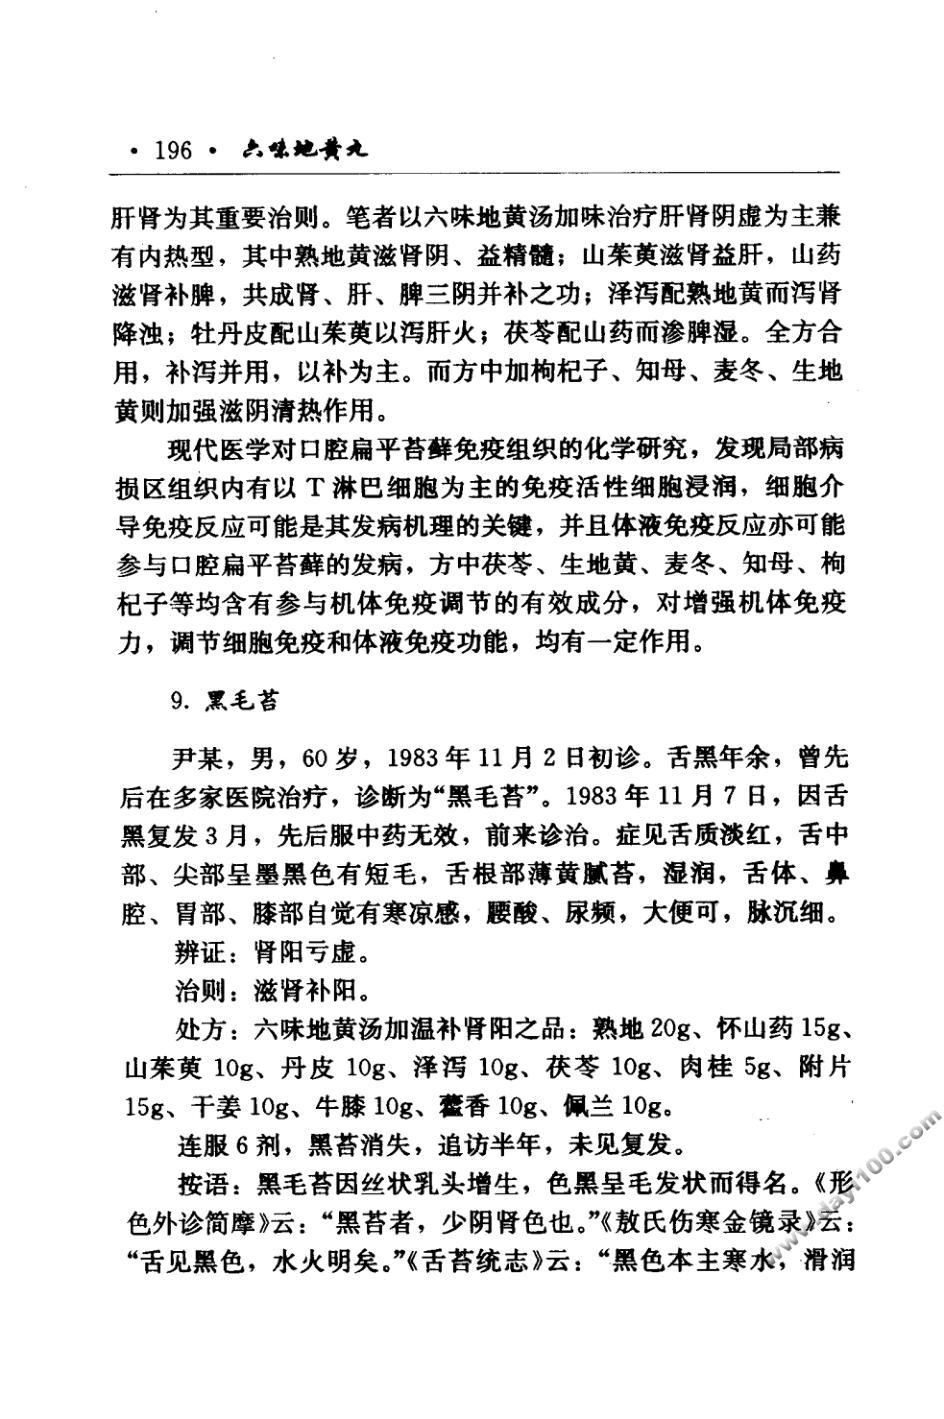 · 196 · 六味地黄丸
肝肾为其重要治则。笔者以六味地黄汤加味治疗肝肾阴虚为主兼
有内热型，其中熟地黄滋肾阴、益精髓；山茱萸滋肾益肝，山药
滋肾补脾，共成肾、肝、脾三阴并补之功；泽泻配熟地黄而泻肾
降浊；牡丹皮配山茱萸以泻肝火；茯苓配山药而渗脾湿。全方合
用，补泻并用，以补为主。而方中加枸杞子、知母、麦冬、生地
黄则加强滋阴清热作用。
现代医学对口腔扁平苔藓免疫组织的化学研究，发现局部病
损区组织内有以 T 淋巴细胞为主的免疫活性细胞浸润，细胞介
导免疫反应可能是其发病机理的关键，并且体液免疫反应亦可能
参与口腔扁平苔藓的发病，方中茯苓、生地黄、麦冬、知母、枸
杞子等均含有参与机体免疫调节的有效成分，对增强机体免疫
力，调节细胞免疫和体液免疫功能，均有一定作用。
9. 黑毛苔
尹某，男，60 岁，1983 年 11 月 2 日初诊。舌黑年余，曾先
后在多家医院治疗，诊断为“黑毛苔”。1983 年 11 月 7 日，因舌
黑复发 3 月，先后服中药无效，前来诊治。症见舌质淡红，舌中
部、尖部呈墨黑色有短毛，舌根部薄黄腻苔，湿润，舌体、鼻
腔、胃部、膝部自觉有寒凉感，腰酸、尿频，大便可，脉沉细。
辨证：肾阳亏虚。
治则：滋肾补阳。
处方：六味地黄汤加温补肾阳之品：熟地 20g、怀山药 15g、
山茱萸 10g、丹皮 10g、泽泻 10g、茯苓 10g、肉桂 5g、附片
15g、干姜 10g、牛膝 10g、藿香 10g、佩兰 10g。
连服 6 剂，黑苔消失，追访半年，未见复发。
按语：黑毛苔因丝状乳头增生，色黑呈毛发状而得名。《形
色外诊简摩》云：“黑苔者，少阴肾色也。”《敖氏伤寒金镜录》云：
“舌见黑色，水火明矣。”《舌苔统志》云：“黑色本主寒水，滑润